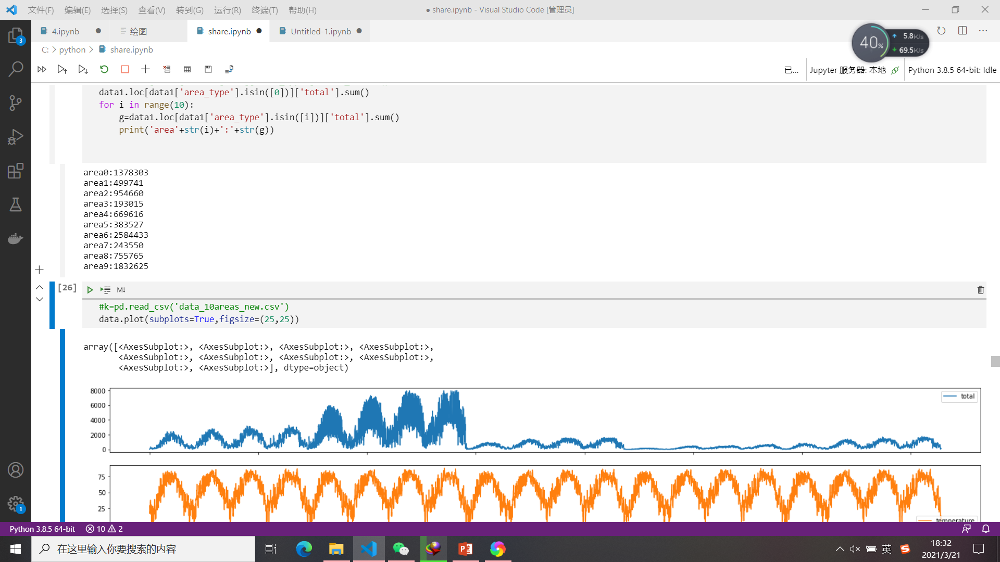 文件(F) 编辑(E) 选择(S) 查看(V) 转到(G) 运行(R) 终端(T) 帮助(H)
● share.ipynb - Visual Studio Code [管理员]
4.ipynb ●
绘图
share.ipynb ●
Untitled-1.ipynb ●
40%
5.8K/s
69.5K/s
C: > python > share.ipynb
已... Jupyter 服务器: 本地 Python 3.8.5 64-bit: Idle
data1.loc[data1['area_type'].isin([0])]['total'].sum()
for i in range(10):
g=data1.loc[data1['area_type'].isin([i])]['total'].sum()
print('area'+str(i)+':'+str(g))
area0:1378303
area1:499741
area2:954660
area3:193015
area4:669616
area5:383527
area6:2584433
area7:243550
area8:755765
area9:1832625
[26]
M↓
#k=pd.read_csv('data_10areas_new.csv')
data.plot(subplots=True,figsize=(25,25))
array([<AxesSubplot:>, <AxesSubplot:>, <AxesSubplot:>, <AxesSubplot:>,
<AxesSubplot:>, <AxesSubplot:>, <AxesSubplot:>, <AxesSubplot:>,
<AxesSubplot:>, <AxesSubplot:>], dtype=object)
8000
6000
4000
2000
0
total
75
50
25
temperature
3
1
Python 3.8.5 64-bit 10 2
在这里输入你要搜索的内容
英
18:32
2021/3/21